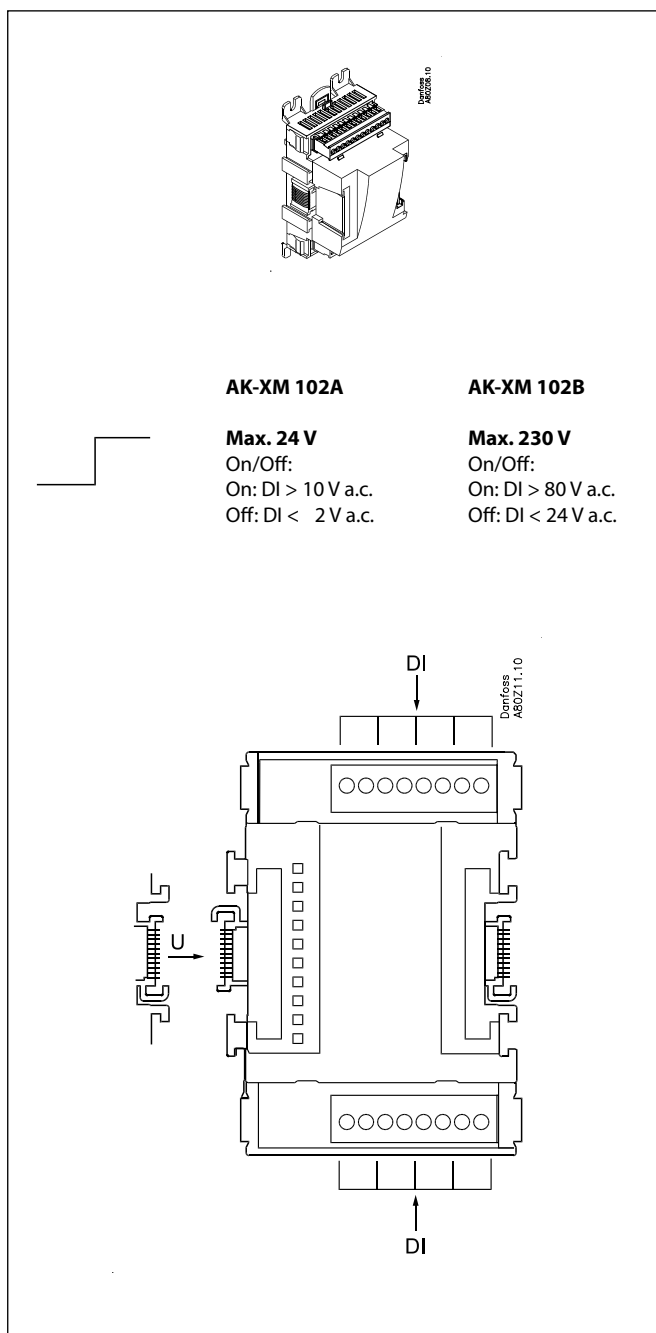 Danfoss
A80Z08.10
AK-XM 102A
Max. 24 V
On/Off:
On: DI > 10 V a.c.
Off: DI < 2 V a.c.
AK-XM 102B
Max. 230 V
On/Off:
On: DI > 80 V a.c.
Off: DI < 24 V a.c.
DI
Danfoss
A80Z11.10
U
DI